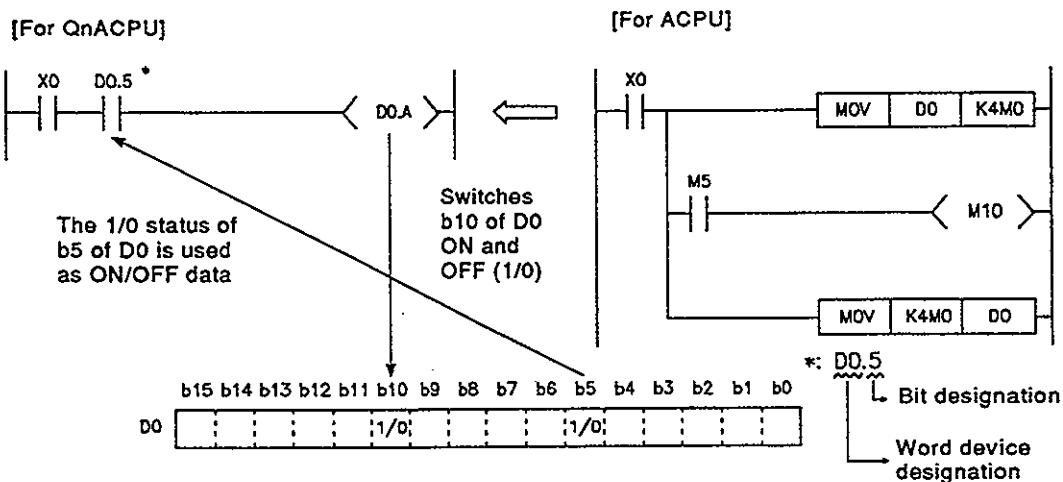 [For QnACPU]
X0 D0.5 *
D0.A
The 1/0 status of
b5 of D0 is used
as ON/OFF data
Switches
b10 of D0
ON and
OFF (1/0)
[For ACPU]
X0
MOV D0 K4M0
M5
M10
MOV K4M0 D0
*: D0.5
Bit designation
Word device
designation
b15 b14 b13 b12 b11 b10 b9 b8 b7 b6 b5 b4 b3 b2 b1 b0
D0 1/0 1/0